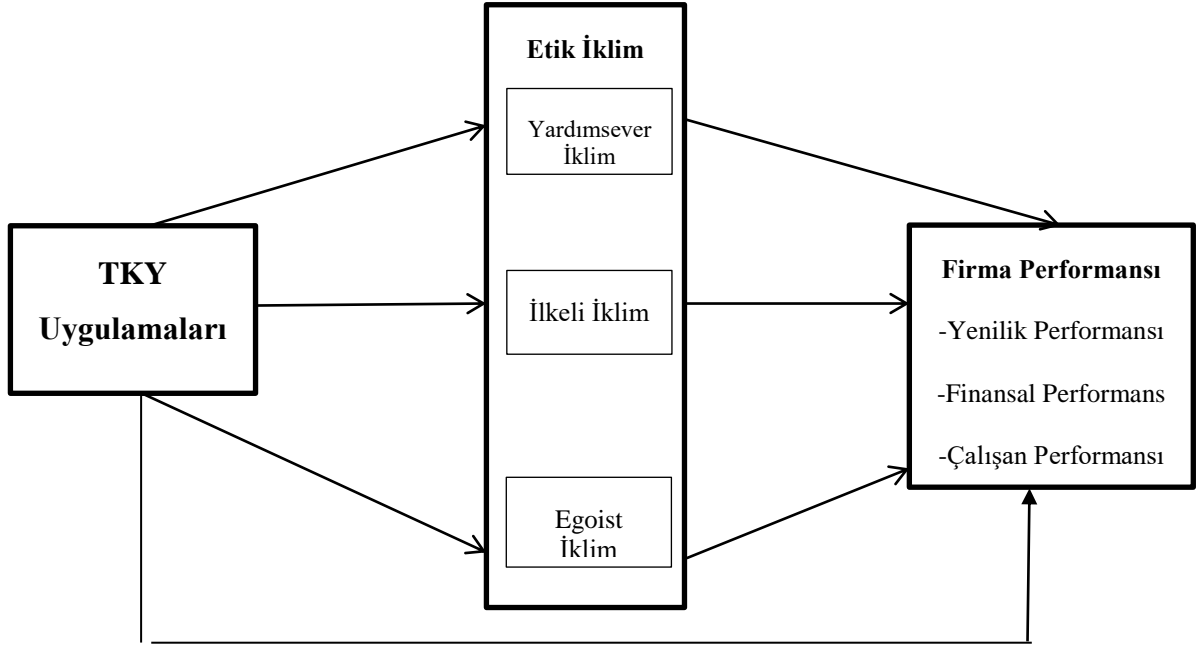 Etik İklim
Yardımsever
İklim
TKY
Uygulamaları
İlkeli İklim
Egoist
İklim
Firma Performansı
-Yenilik Performansı
-Finansal Performans
-Çalışan Performansı